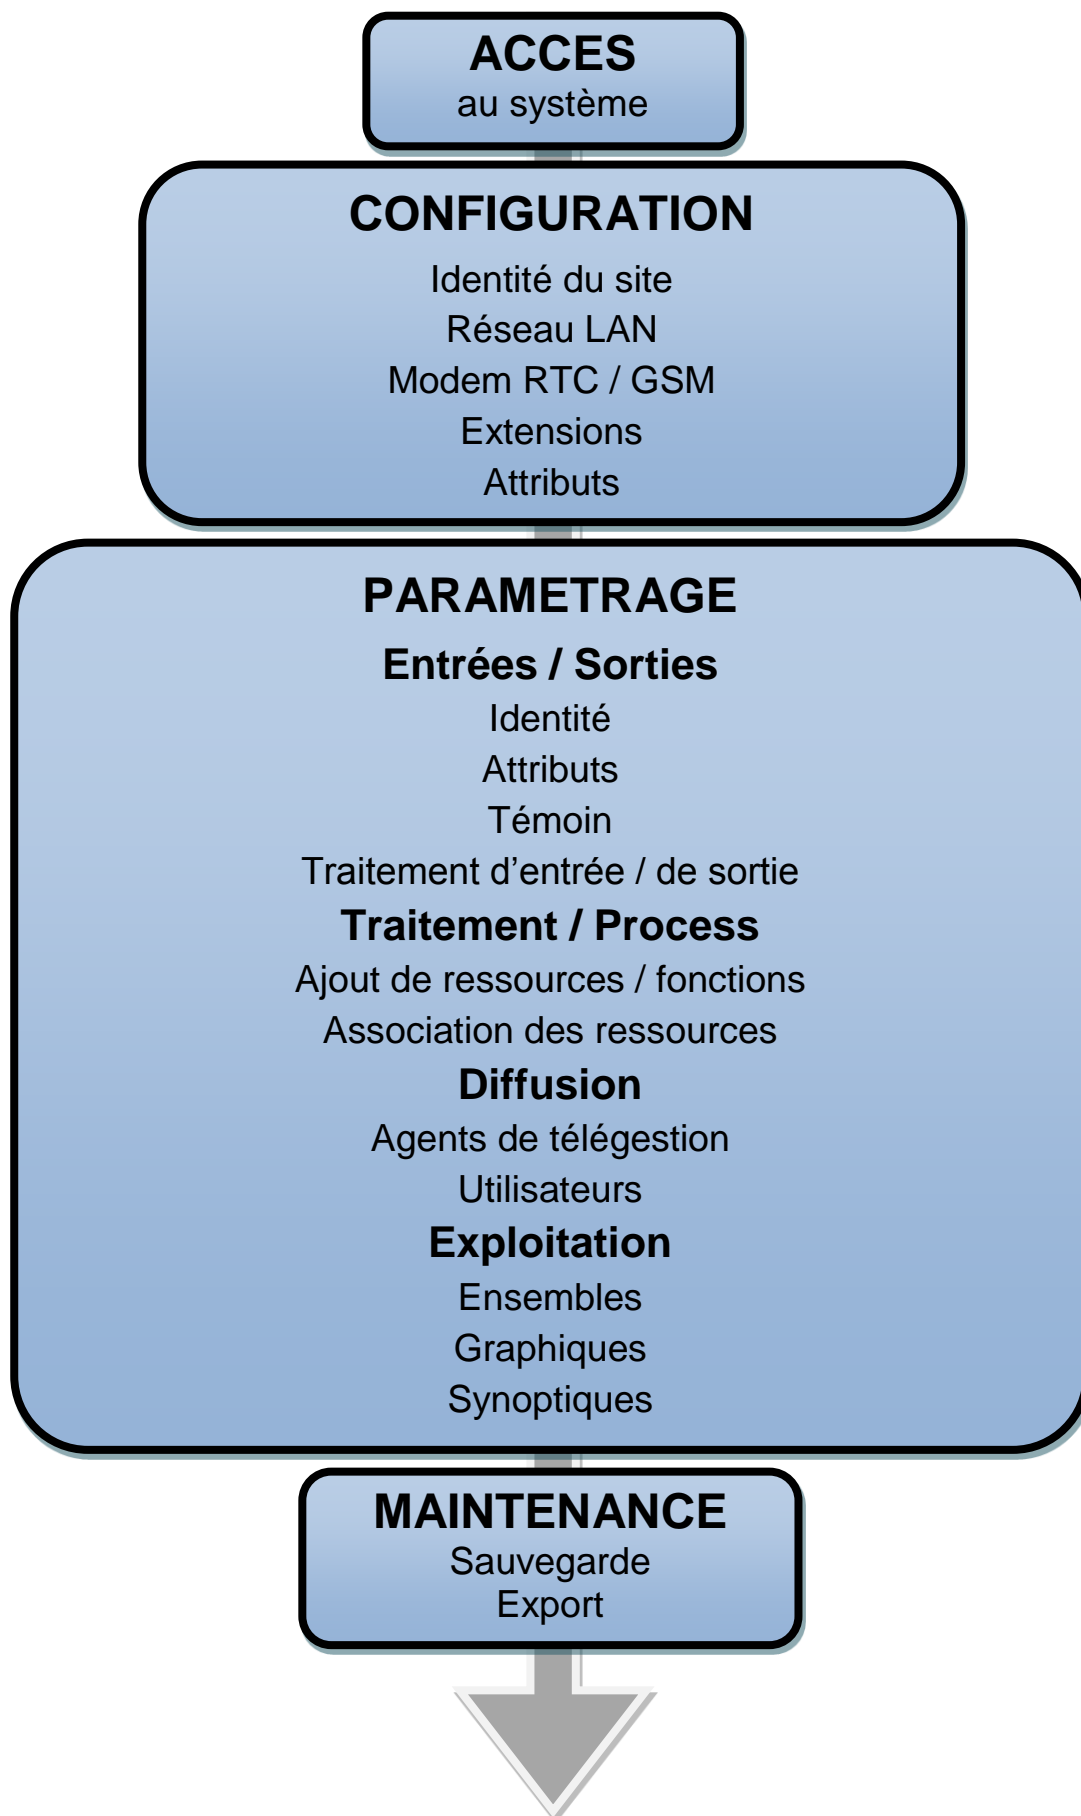 ACCES
au système
CONFIGURATION
Identité du site
Réseau LAN
Modem RTC / GSM
Extensions
Attributs
PARAMETRAGE
Entrées / Sorties
Identité
Attributs
Témoin
Traitement d’entrée / de sortie
Traitement / Process
Ajout de ressources / fonctions
Association des ressources
Diffusion
Agents de télégestion
Utilisateurs
Exploitation
Ensembles
Graphiques
Synoptiques
MAINTENANCE
Sauvegarde
Export